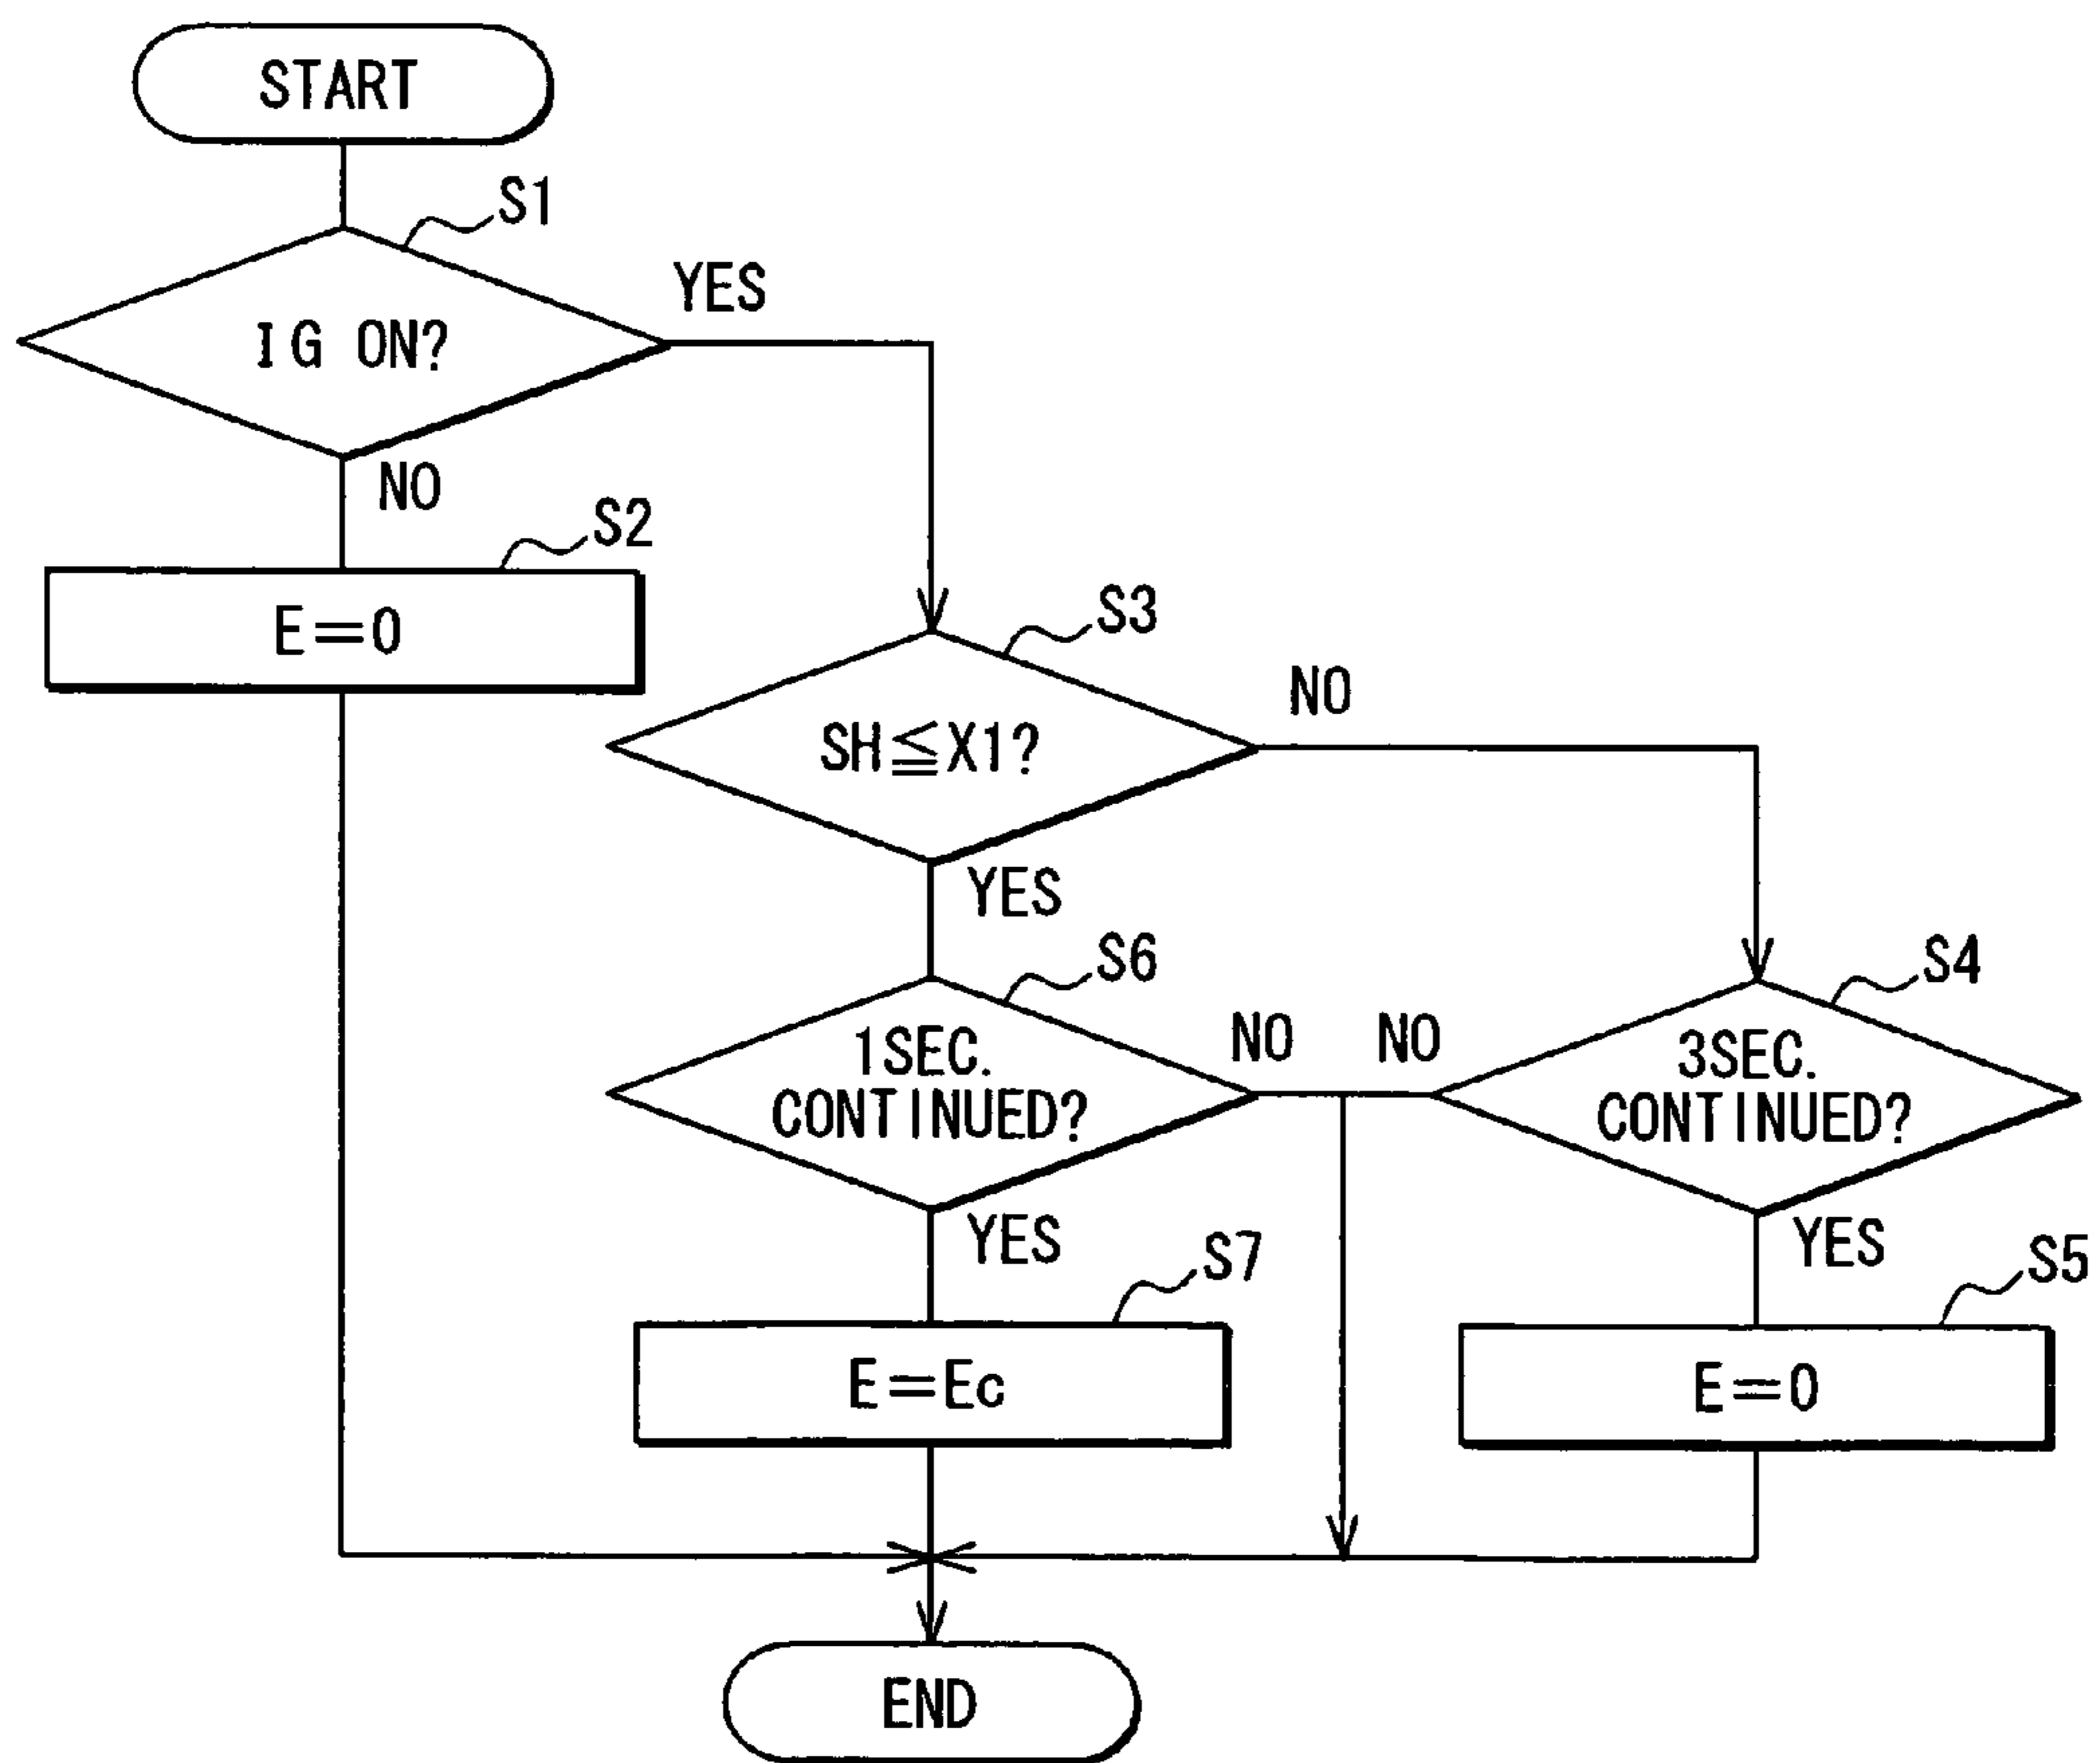 START
S1
YES
IG ON?
NO
S2
E=0
S3
NO
SH≦X1?
YES
S6
S4
NO
NO
1SEC.
CONTINUED?
3SEC.
CONTINUED?
YES
YES
S7
S5
E=Ec
E=0
END